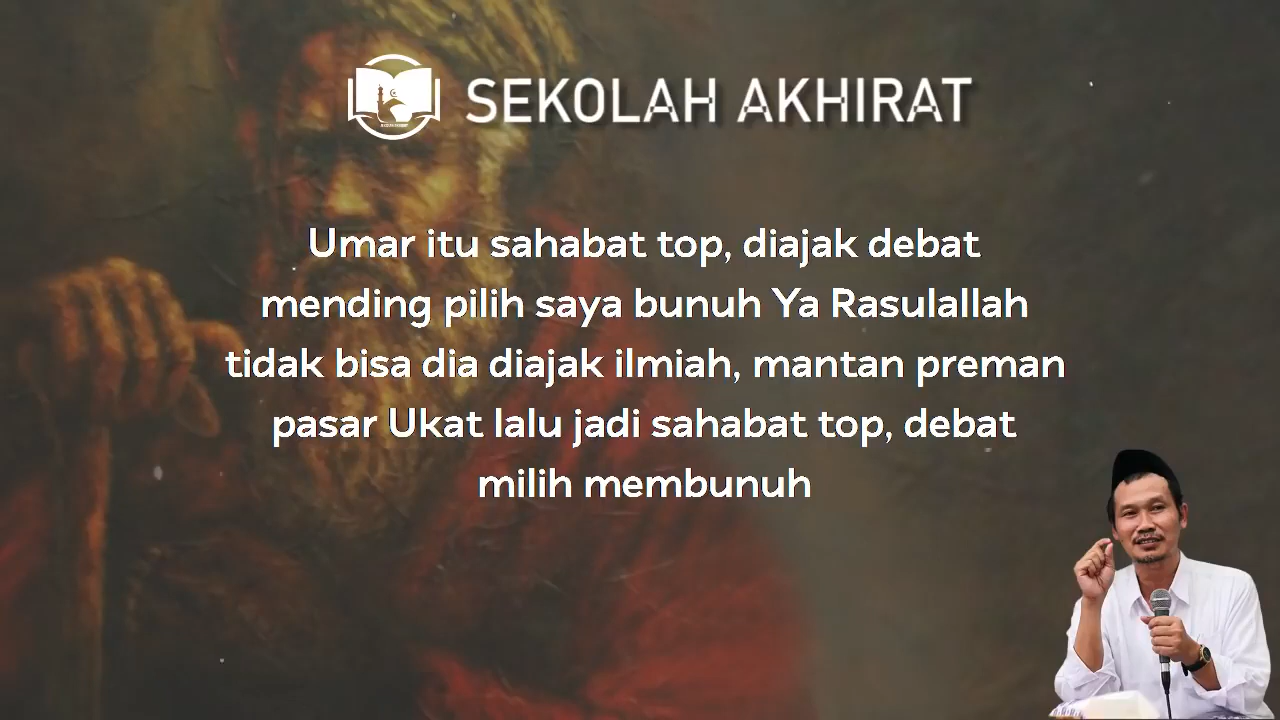 SEKOLAH AKHIRAT
Umar itu sahabat top, diajak debat
mending pilih saya bunuh Ya Rasulallah
tidak bisa dia diajak ilmiah, mantan preman
pasar Ukat lalu jadi sahabat top, debat
milih membunuh